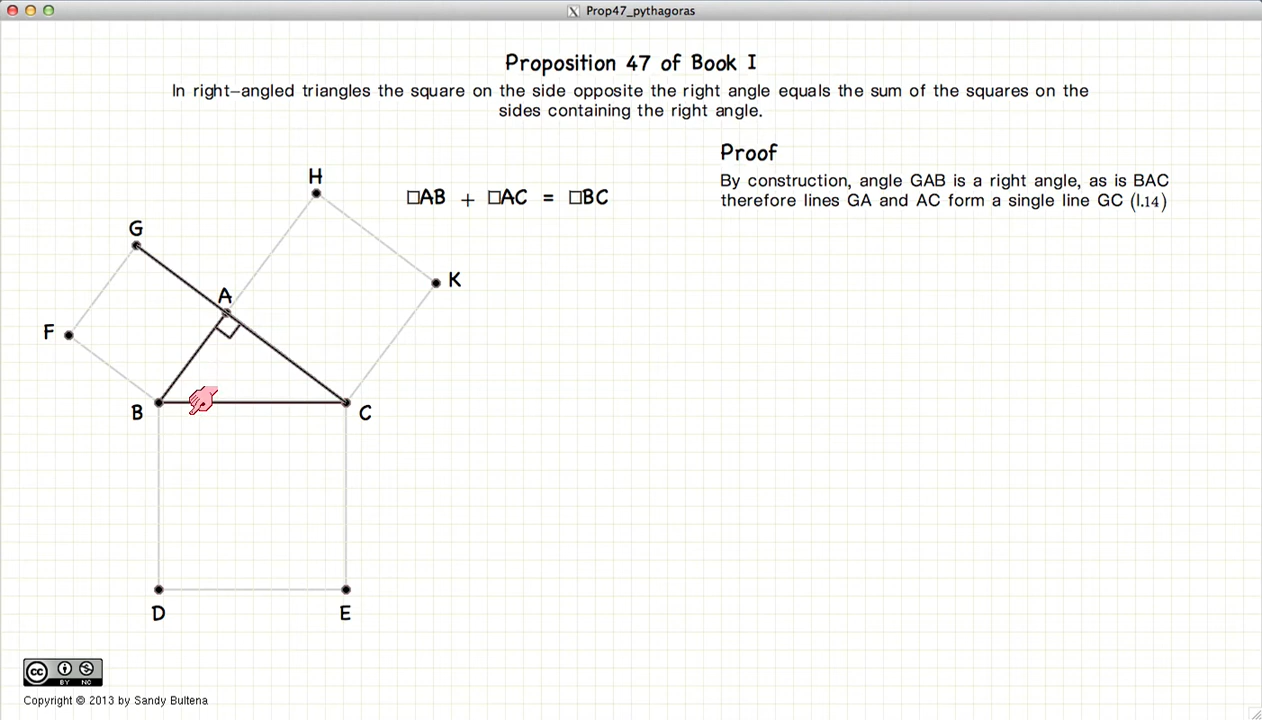 Prop47_pythagoras
Proposition 47 of Book I
In right-angled triangles the square on the side opposite the right angle equals the sum of the squares on the
sides containing the right angle.
Proof
By construction, angle GAB is a right angle, as is BAC
therefore lines GA and AC form a single line GC (I.14)
□AB + □AC = □BC
H
G
K
A
F
B
C
D
E
cc
BY NC
Copyright © 2013 by Sandy Bultena